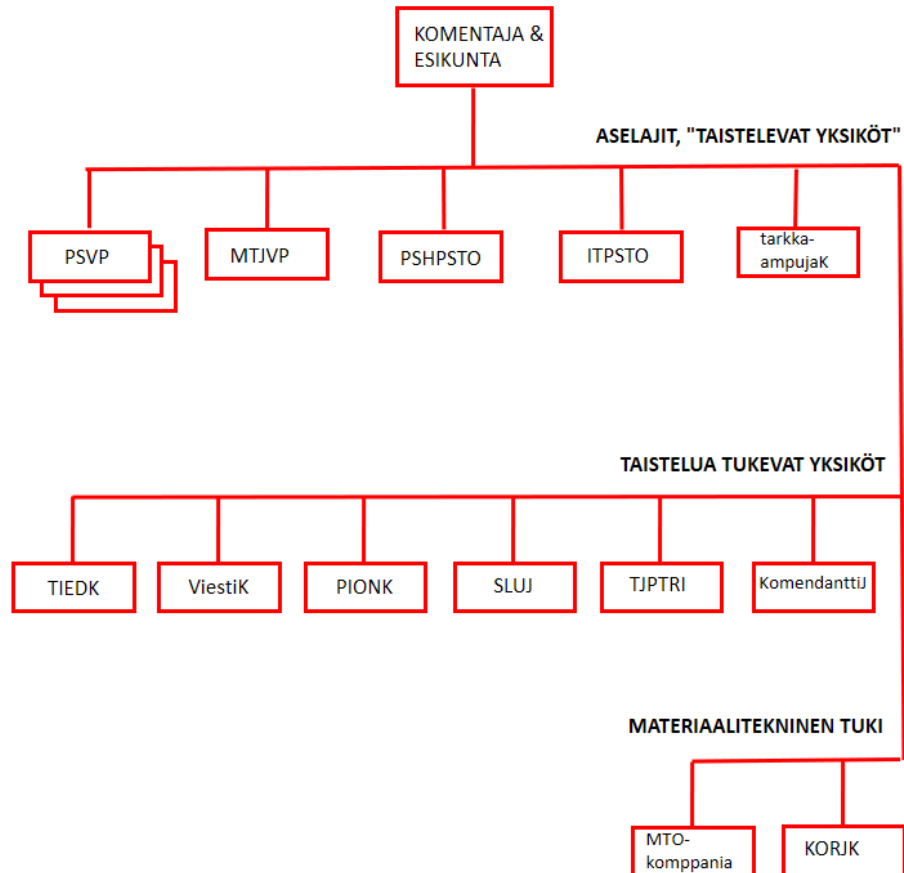 KOMENTAJA &
ESIKUNTA
ASELAJIT, "TAISTELEVAT YKSIKÖT"
PSVP
MTJVP
PSHPSTO
ITPSTO
tarkka-
ampujaK
TAISTELUA TUKEVAT YKSIKÖT
TIEDK
ViestiK
PIONK
SLUJ
TJPTRI
KomendanttiJ
MATERIAALITEKNINEN TUKI
MTO-
komppania
KORJK